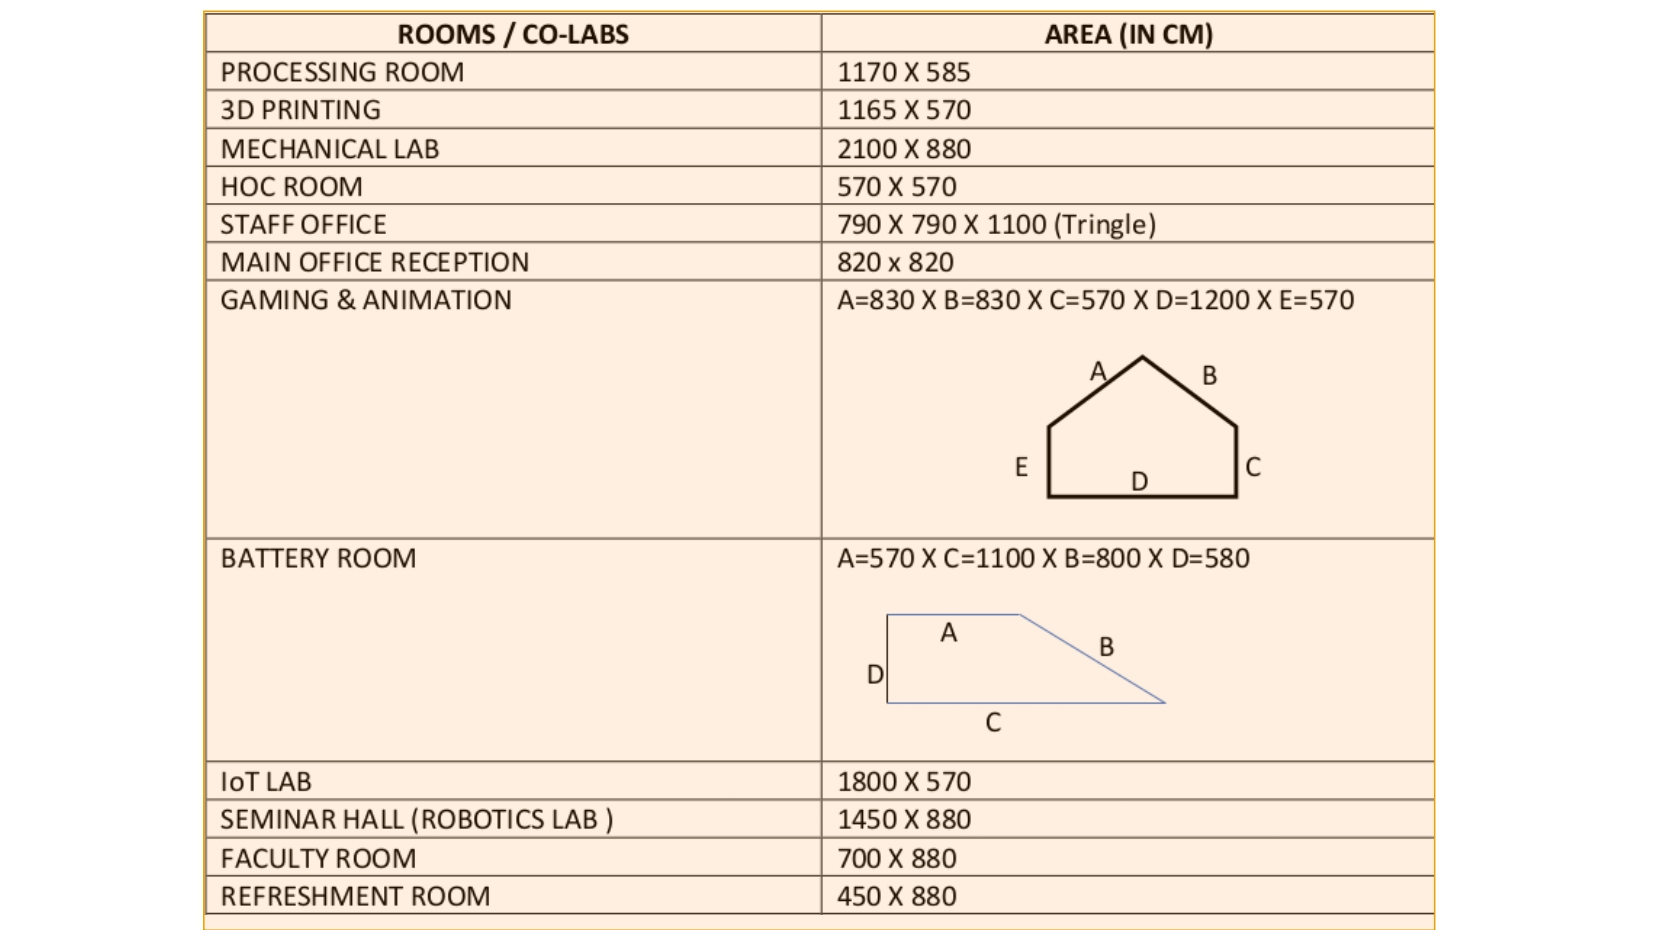 ROOMS / CO-LABS AREA (IN CM)
PROCESSING ROOM 1170 X 585
3D PRINTING 1165 X 570
MECHANICAL LAB 2100 X 880
HOC ROOM 570 X 570
STAFF OFFICE 790 X 790 X 1100 (Tringle)
MAIN OFFICE RECEPTION 820 x 820
GAMING & ANIMATION A=830 X B=830 X C=570 X D=1200 X E=570
A B
E D C
BATTERY ROOM A=570 X C=1100 X B=800 X D=580
A B
D
C
IoT LAB 1800 X 570
SEMINAR HALL (ROBOTICS LAB ) 1450 X 880
FACULTY ROOM 700 X 880
REFRESHMENT ROOM 450 X 880